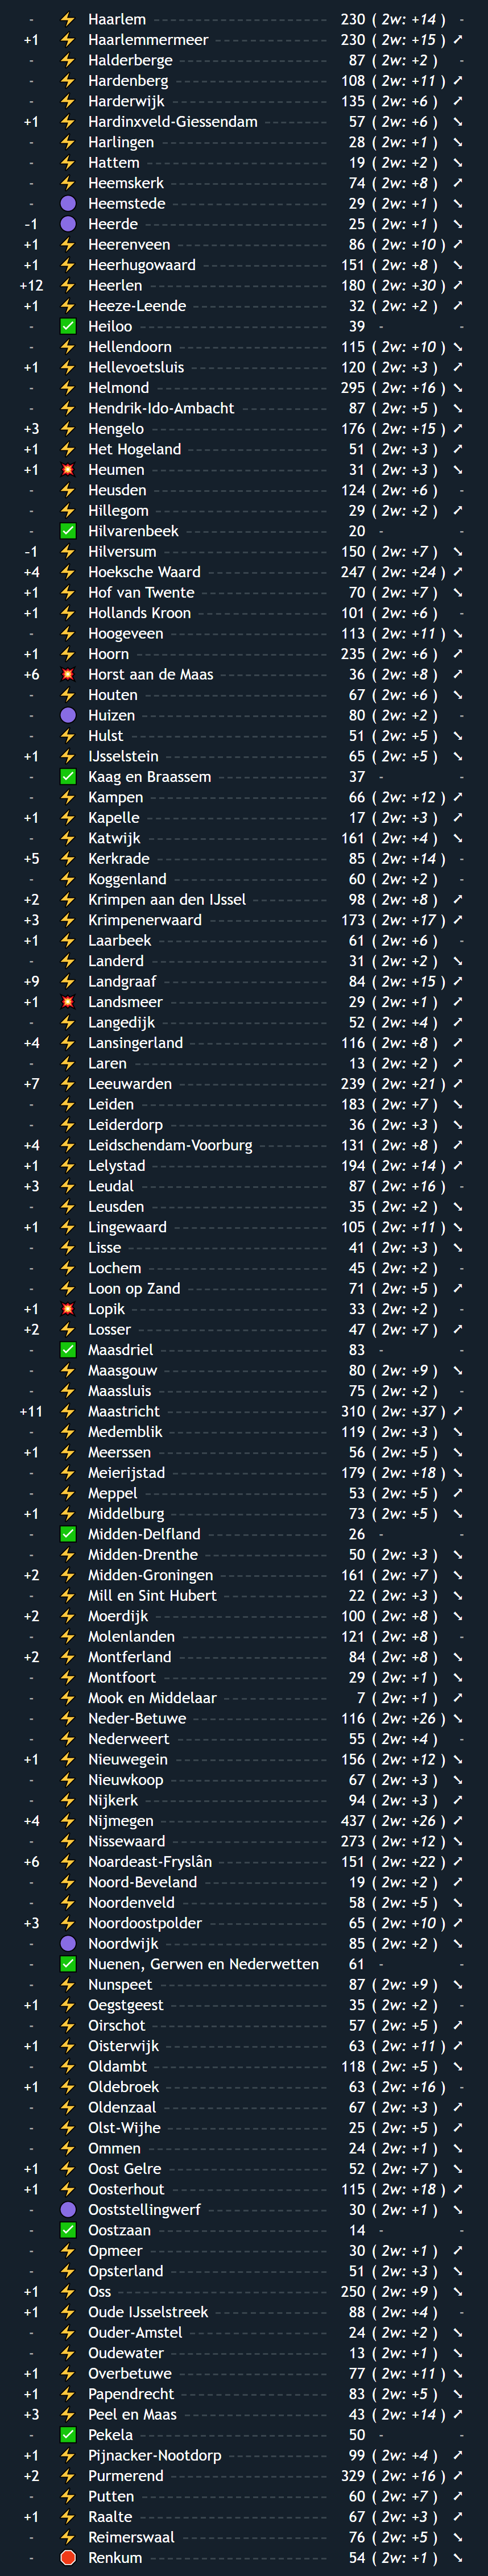 - ⚡ Haarlem 230 ( 2w: +14 ) -
+1 ⚡ Haarlemmermeer 230 ( 2w: +15 ) ➚
- ⚡ Halderberge 87 ( 2w: +2 ) -
- ⚡ Hardenberg 108 ( 2w: +11 ) ➚
- ⚡ Harderwijk 135 ( 2w: +6 ) ➚
+1 ⚡ Hardinxveld-Giessendam 57 ( 2w: +6 ) ➘
- ⚡ Harlingen 28 ( 2w: +1 ) ➘
- ⚡ Hattem 19 ( 2w: +2 ) ➘
- ⚡ Heemskerk 74 ( 2w: +8 ) ➚
- 🟣 Heemstede 29 ( 2w: +1 ) ➘
-1 🟣 Heerde 25 ( 2w: +1 ) ➘
+1 ⚡ Heerenveen 86 ( 2w: +10 ) ➚
+1 ⚡ Heerhugowaard 151 ( 2w: +8 ) ➘
+12 ⚡ Heerlen 180 ( 2w: +30 ) ➚
+1 ⚡ Heeze-Leende 32 ( 2w: +2 ) ➚
- ✅ Heiloo 39 - -
- ⚡ Hellendoorn 115 ( 2w: +10 ) ➘
+1 ⚡ Hellevoetsluis 120 ( 2w: +3 ) ➚
- ⚡ Helmond 295 ( 2w: +16 ) ➘
- ⚡ Hendrik-Ido-Ambacht 87 ( 2w: +5 ) ➘
+3 ⚡ Hengelo 176 ( 2w: +15 ) ➚
+1 ⚡ Het Hogeland 51 ( 2w: +3 ) ➚
+1 💥 Heumen 31 ( 2w: +3 ) ➘
- ⚡ Heusden 124 ( 2w: +6 ) -
- ⚡ Hillegom 29 ( 2w: +2 ) ➚
- ✅ Hilvarenbeek 20 - -
-1 ⚡ Hilversum 150 ( 2w: +7 ) ➘
+4 ⚡ Hoeksche Waard 247 ( 2w: +24 ) ➚
+1 ⚡ Hof van Twente 70 ( 2w: +7 ) ➘
+1 ⚡ Hollands Kroon 101 ( 2w: +6 ) -
- ⚡ Hoogeveen 113 ( 2w: +11 ) ➘
+1 ⚡ Hoorn 235 ( 2w: +6 ) ➚
+6 💥 Horst aan de Maas 36 ( 2w: +8 ) ➚
- ⚡ Houten 67 ( 2w: +6 ) ➘
- 🟣 Huizen 80 ( 2w: +2 ) -
- ⚡ Hulst 51 ( 2w: +5 ) ➘
+1 ⚡ IJsselstein 65 ( 2w: +5 ) ➘
- ✅ Kaag en Braassem 37 - -
- ⚡ Kampen 66 ( 2w: +12 ) ➚
+1 ⚡ Kapelle 17 ( 2w: +3 ) ➚
- ⚡ Katwijk 161 ( 2w: +4 ) ➘
+5 ⚡ Kerkrade 85 ( 2w: +14 ) -
- ⚡ Koggenland 60 ( 2w: +2 ) -
+2 ⚡ Krimpen aan den IJssel 98 ( 2w: +8 ) ➚
+3 ⚡ Krimpenerwaard 173 ( 2w: +17 ) ➚
+1 ⚡ Laarbeek 61 ( 2w: +6 ) -
- ⚡ Landerd 31 ( 2w: +2 ) ➘
+9 ⚡ Landgraaf 84 ( 2w: +15 ) ➚
+1 💥 Landsmeer 29 ( 2w: +1 ) ➚
- ⚡ Langedijk 52 ( 2w: +4 ) ➚
+4 ⚡ Lansingerland 116 ( 2w: +8 ) ➚
- ⚡ Laren 13 ( 2w: +2 ) ➚
+7 ⚡ Leeuwarden 239 ( 2w: +21 ) ➚
- ⚡ Leiden 183 ( 2w: +7 ) ➘
- ⚡ Leiderdorp 36 ( 2w: +3 ) ➘
+4 ⚡ Leidschendam-Voorburg 131 ( 2w: +8 ) ➚
+1 ⚡ Lelystad 194 ( 2w: +14 ) ➚
+3 ⚡ Leudal 87 ( 2w: +16 ) -
- ⚡ Leusden 35 ( 2w: +2 ) ➘
+1 ⚡ Lingewaard 105 ( 2w: +11 ) ➘
- ⚡ Lisse 41 ( 2w: +3 ) ➘
- ⚡ Lochem 45 ( 2w: +2 ) -
- ⚡ Loon op Zand 71 ( 2w: +5 ) ➚
+1 💥 Lopik 33 ( 2w: +2 ) -
+2 ⚡ Losser 47 ( 2w: +7 ) ➚
- ✅ Maasdriel 83 - -
- ⚡ Maasgouw 80 ( 2w: +9 ) ➘
- ⚡ Maassluis 75 ( 2w: +2 ) -
+11 ⚡ Maastricht 310 ( 2w: +37 ) ➚
- ⚡ Medemblik 119 ( 2w: +3 ) ➘
+1 ⚡ Meerssen 56 ( 2w: +5 ) ➘
- ⚡ Meierijstad 179 ( 2w: +18 ) ➘
- ⚡ Meppel 53 ( 2w: +5 ) ➚
+1 ⚡ Middelburg 73 ( 2w: +5 ) ➘
- ✅ Midden-Delfland 26 - -
- ⚡ Midden-Drenthe 50 ( 2w: +3 ) ➘
+2 ⚡ Midden-Groningen 161 ( 2w: +7 ) ➘
- ⚡ Mill en Sint Hubert 22 ( 2w: +3 ) ➘
+2 ⚡ Moerdijk 100 ( 2w: +8 ) ➘
- ⚡ Molenlanden 121 ( 2w: +8 ) -
+2 ⚡ Montferland 84 ( 2w: +8 ) ➘
- ⚡ Montfoort 29 ( 2w: +1 ) ➘
- ⚡ Mook en Middelaar 7 ( 2w: +1 ) ➚
- ⚡ Neder-Betuwe 116 ( 2w: +26 ) ➘
- ⚡ Nederweert 55 ( 2w: +4 ) -
+1 ⚡ Nieuwegein 156 ( 2w: +12 ) ➘
- ⚡ Nieuwkoop 67 ( 2w: +3 ) ➘
- ⚡ Nijkerk 94 ( 2w: +3 ) ➚
+4 ⚡ Nijmegen 437 ( 2w: +26 ) ➚
- ⚡ Nissewaard 273 ( 2w: +12 ) ➘
+6 ⚡ Noardeast-Fryslân 151 ( 2w: +22 ) ➚
- ⚡ Noord-Beveland 19 ( 2w: +2 ) ➚
- ⚡ Noordenveld 58 ( 2w: +5 ) ➘
+3 ⚡ Noordoostpolder 65 ( 2w: +10 ) ➚
- 🟣 Noordwijk 85 ( 2w: +2 ) ➘
- ✅ Nuenen, Gerwen en Nederwetten 61 - -
- ⚡ Nunspeet 87 ( 2w: +9 ) ➘
+1 ⚡ Oegstgeest 35 ( 2w: +2 ) -
- ⚡ Oirschot 57 ( 2w: +5 ) ➚
+1 ⚡ Oisterwijk 63 ( 2w: +11 ) ➚
- ⚡ Oldambt 118 ( 2w: +5 ) ➘
+1 ⚡ Oldebroek 63 ( 2w: +16 ) -
- ⚡ Oldenzaal 67 ( 2w: +3 ) ➚
- ⚡ Olst-Wijhe 25 ( 2w: +5 ) ➚
- ⚡ Ommen 24 ( 2w: +1 ) ➘
+1 ⚡ Oost Gelre 52 ( 2w: +7 ) ➘
+1 ⚡ Oosterhout 115 ( 2w: +18 ) ➚
- 🟣 Ooststellingwerf 30 ( 2w: +1 ) ➘
- ✅ Oostzaan 14 - -
- ⚡ Opmeer 30 ( 2w: +1 ) ➚
- ⚡ Opsterland 51 ( 2w: +3 ) ➘
+1 ⚡ Oss 250 ( 2w: +9 ) ➘
+1 ⚡ Oude IJsselstreek 88 ( 2w: +4 ) -
- ⚡ Ouder-Amstel 24 ( 2w: +2 ) ➘
- ⚡ Oudewater 13 ( 2w: +1 ) ➘
+1 ⚡ Overbetuwe 77 ( 2w: +11 ) ➘
+1 ⚡ Papendrecht 83 ( 2w: +5 ) ➘
+3 ⚡ Peel en Maas 43 ( 2w: +14 ) ➚
- ✅ Pekela 50 - -
+1 ⚡ Pijnacker-Nootdorp 99 ( 2w: +4 ) ➚
+2 ⚡ Purmerend 329 ( 2w: +16 ) ➚
- ⚡ Putten 60 ( 2w: +7 ) ➚
+1 ⚡ Raalte 67 ( 2w: +3 ) ➚
- ⚡ Reimerswaal 76 ( 2w: +5 ) ➘
- 🛑 Renkum 54 ( 2w: +1 ) ➘